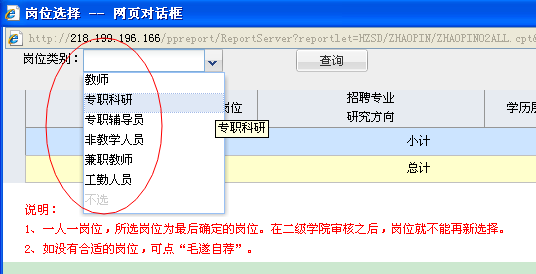 岗位选择 -- 网页对话框
http://218.199.196.166/ppreport/ReportServer?reportlet=HZSD/ZHAOPIN/ZHAOPIN02ALL.cpt&
岗位类别：
查询
教师
专职科研
专职辅导员
非教学人员
兼职教师
工勤人员
不选
岗位
专职科研
招聘专业
研究方向
学历层
小计
总计
说明：
1、一人一岗位，所选岗位为最后确定的岗位。在二级学院审核之后，岗位就不能再新选择。
2、如没有合适的岗位，可点“毛遂自荐”。